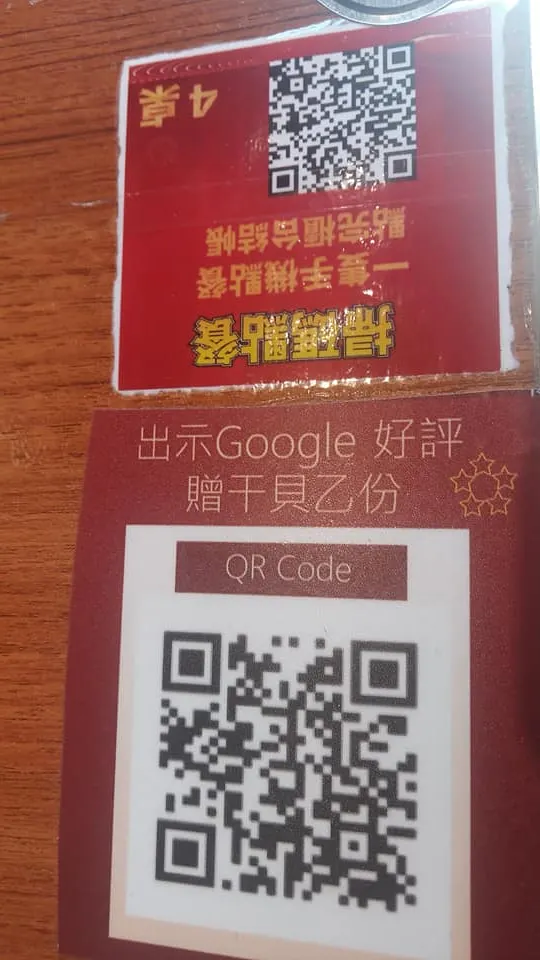 掃碼點餐
一隻手機點餐
點完櫃台結帳
4桌
出示Google 好評
贈干貝乙份
QR Code